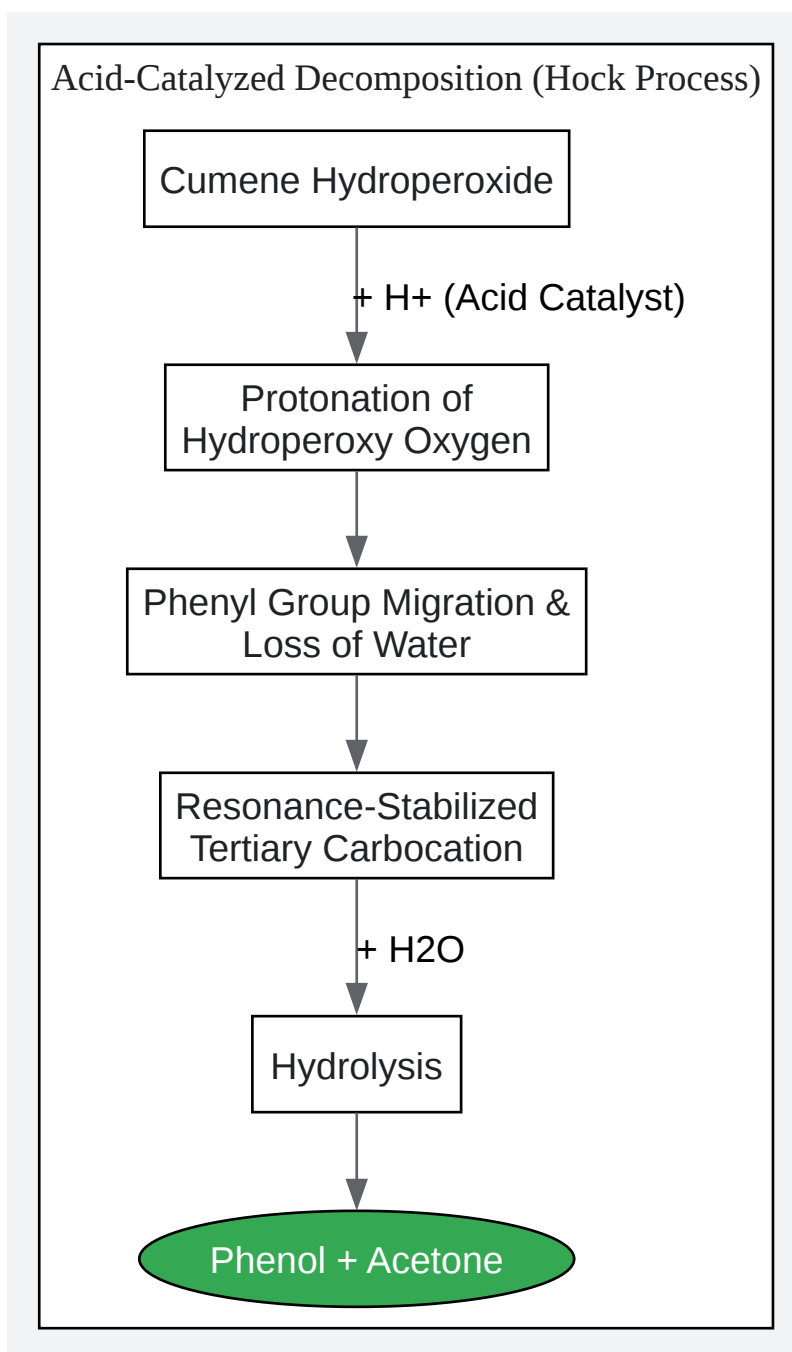 Acid-Catalyzed Decomposition (Hock Process)
Cumene Hydroperoxide
+ H+ (Acid Catalyst)
Protonation of
Hydroperoxy Oxygen
Phenyl Group Migration &
Loss of Water
Resonance-Stabilized
Tertiary Carbocation
+ H2O
Hydrolysis
Phenol + Acetone